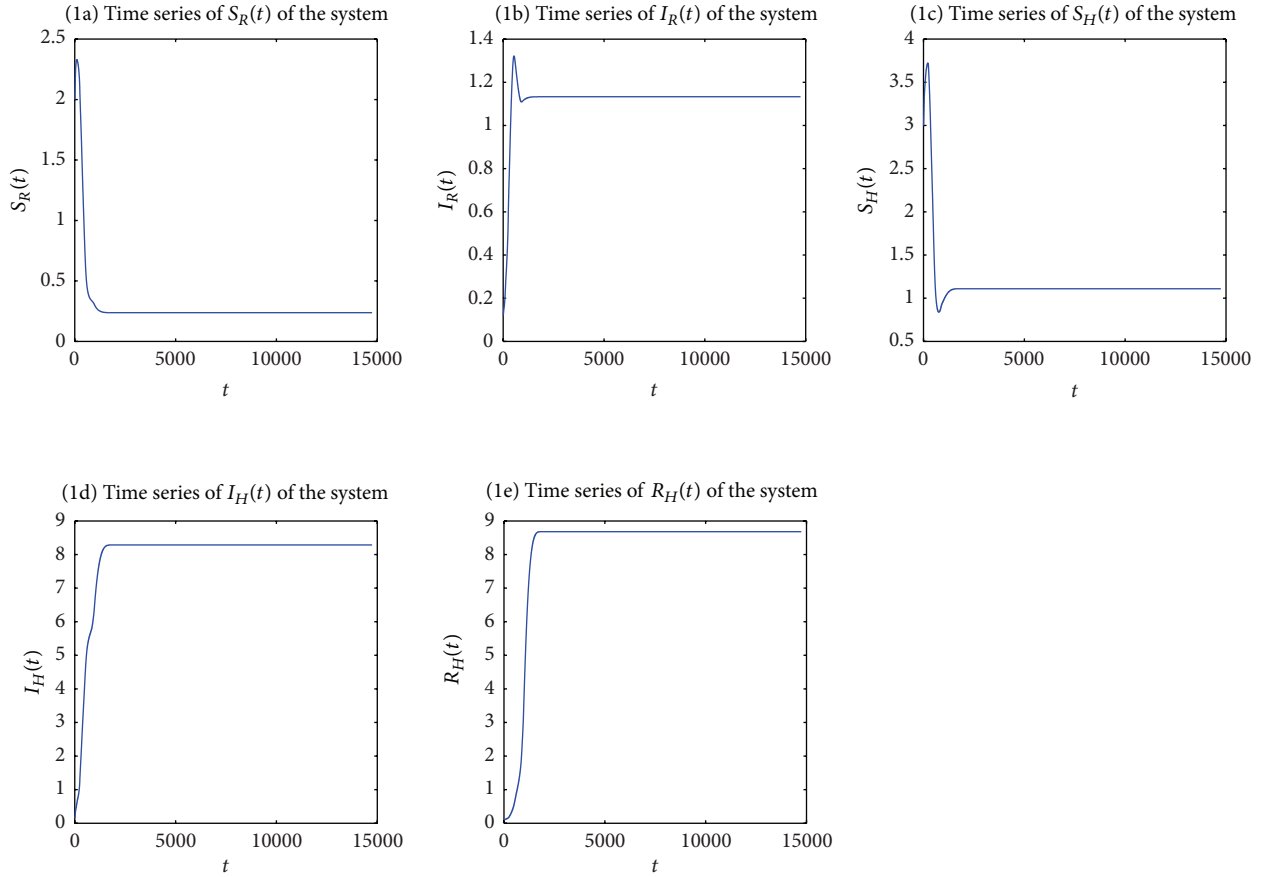 (1a) Time series of S_R(t) of the system
2.5
2
1.5
1
0.5
0
S_R(t)
0 5000 10000 15000
t
(1b) Time series of I_R(t) of the system
1.4
1.2
1
0.8
0.6
0.4
0.2
0
I_R(t)
0 5000 10000 15000
t
(1c) Time series of S_H(t) of the system
4
3.5
3
2.5
2
1.5
1
0.5
S_H(t)
0 5000 10000 15000
t
(1d) Time series of I_H(t) of the system
9
8
7
6
5
4
3
2
1
0
I_H(t)
0 5000 10000 15000
t
(1e) Time series of R_H(t) of the system
9
8
7
6
5
4
3
2
1
0
R_H(t)
0 5000 10000 15000
t